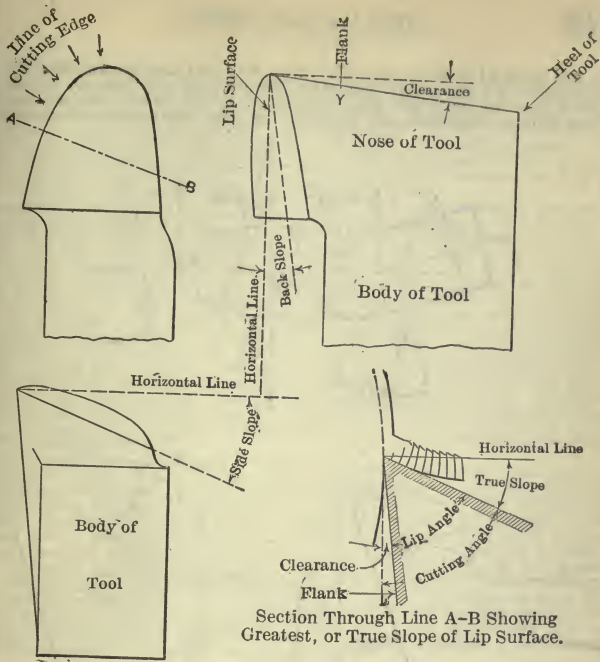 Line of
Cutting Edge
A
B
Lip Surface
Flank
Y
Clearance
Heel of
Tool
Nose of Tool
Horizontal Line
Back Slope
Body of Tool
Horizontal Line
Side Slope
Body of
Tool
Horizontal Line
True Slope
Lip Angle
Cutting Angle
Clearance
Flank
Section Through Line A-B Showing
Greatest, or True Slope of Lip Surface.